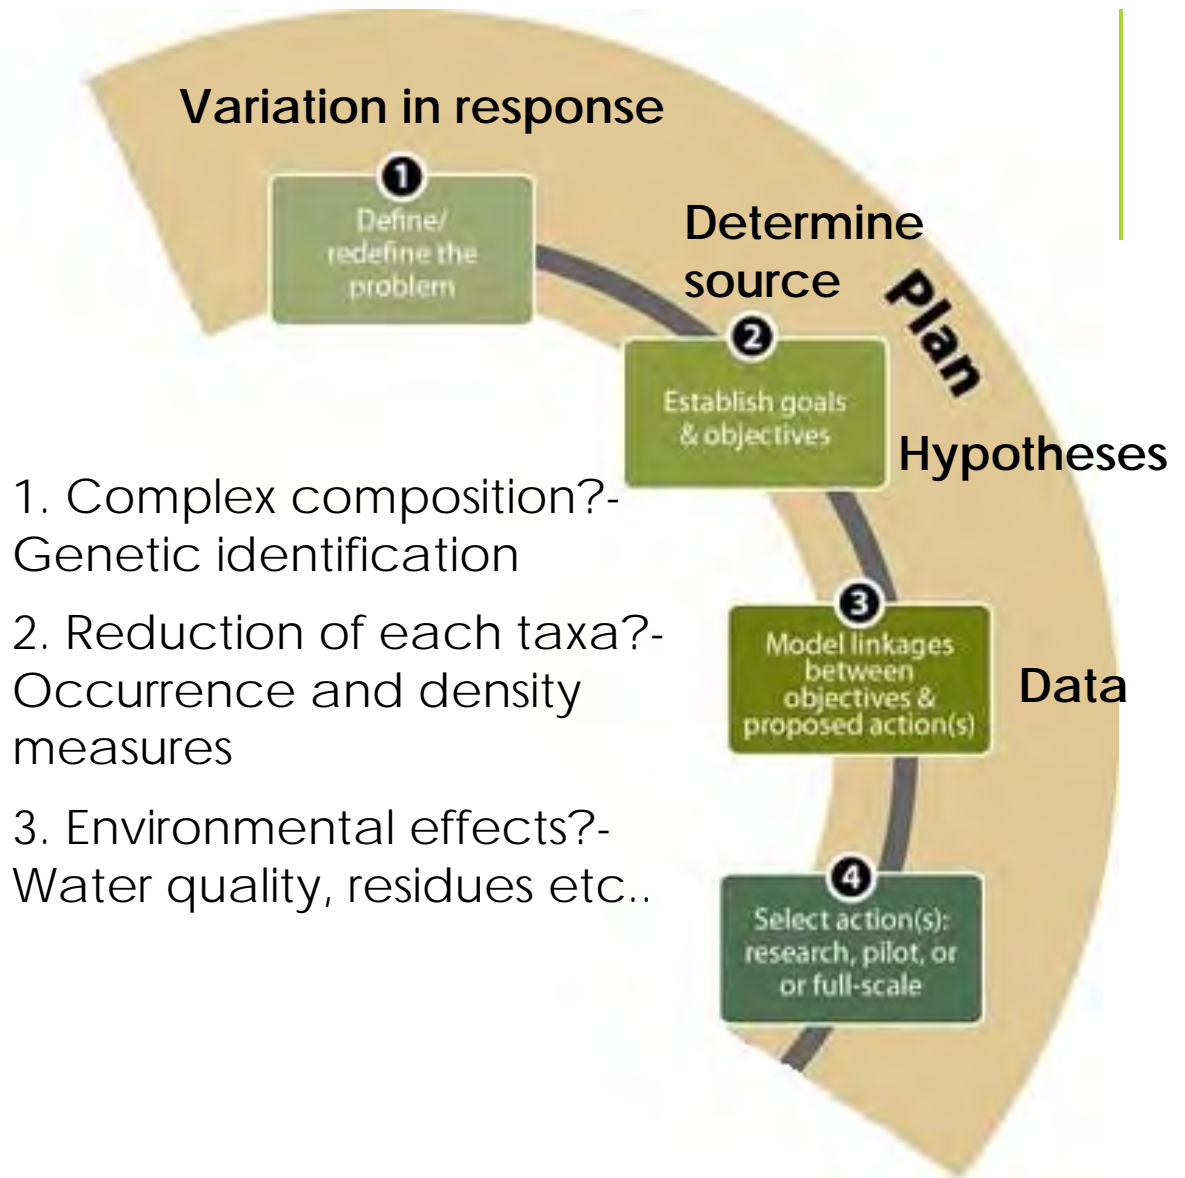 Variation in response
1
Define/
redefine the
problem
Determine
source
Plan
2
Establish goals
& objectives
Hypotheses
1. Complex composition?-
Genetic identification
2. Reduction of each taxa?-
Occurrence and density
measures
3. Environmental effects?-
Water quality, residues etc..
3
Model linkages
between
objectives &
proposed action(s)
Data
4
Select action(s):
research, pilot, or
or full-scale